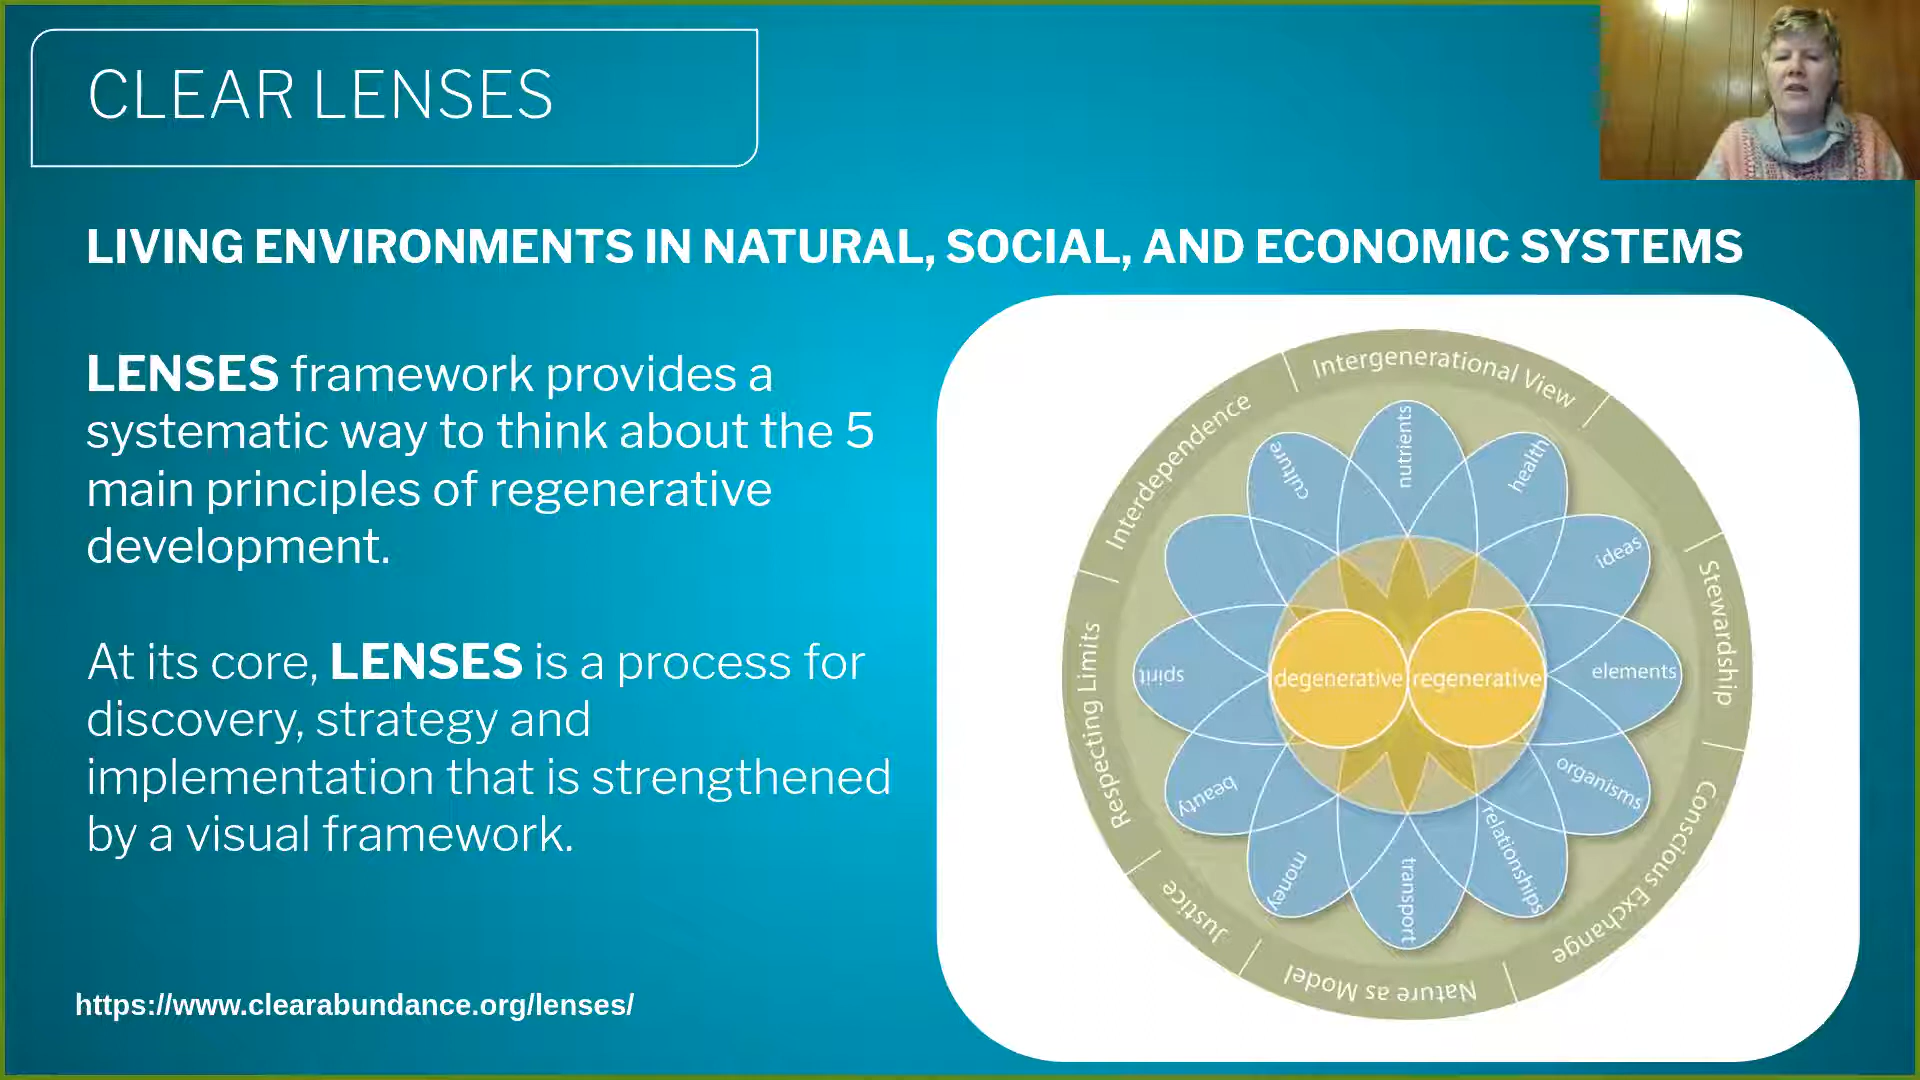 CLEAR LENSES
LIVING ENVIRONMENTS IN NATURAL, SOCIAL, AND ECONOMIC SYSTEMS
LENSES framework provides a
systematic way to think about the 5
main principles of regenerative
development.
At its core, LENSES is a process for
discovery, strategy and
implementation that is strengthened
by a visual framework.
https://www.clearabundance.org/lenses/
Intergenerational View
Stewardship
Conscious Exchange
Nature as Model
Justice
Respecting Limits
Interdependence
nutrients
health
ideas
elements
organisms
relationships
transport
money
beauty
spirit
culture
degenerative
regenerative